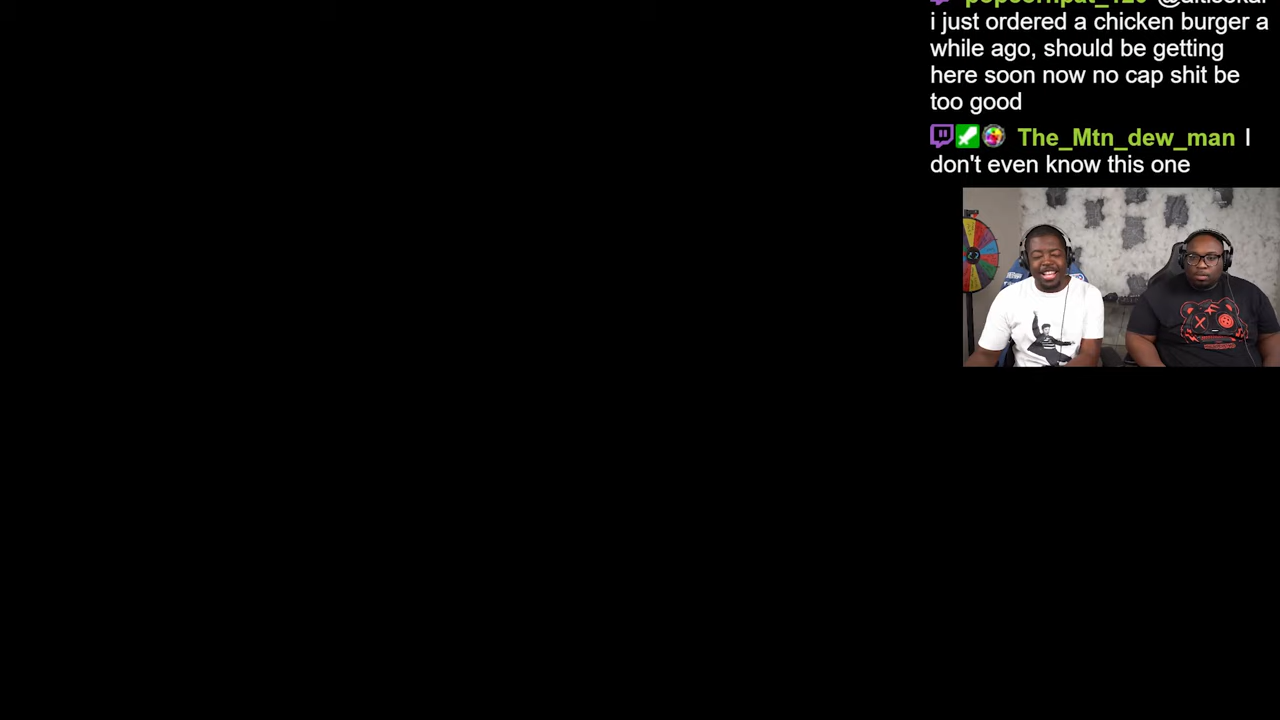 i just ordered a chicken burger a
while ago, should be getting
here soon now no cap shit be
too good
The_Mtn_dew_man I
don't even know this one